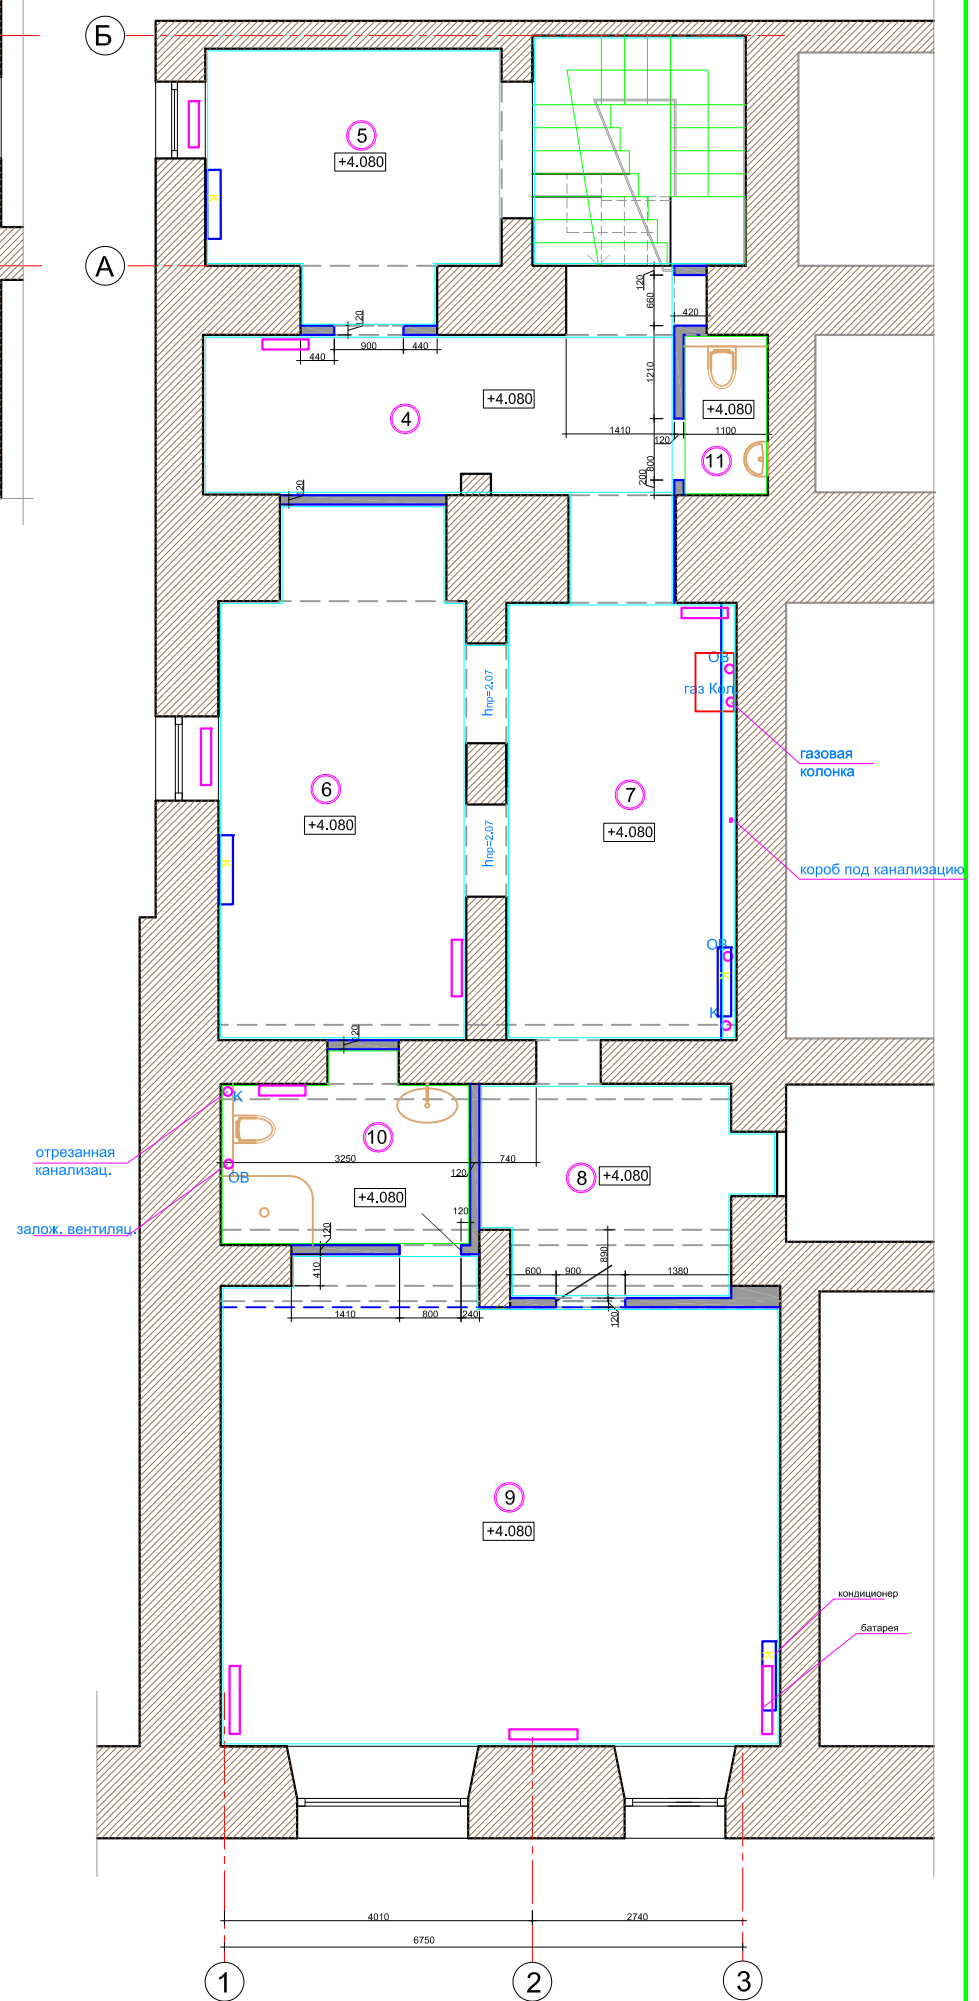 Б
5
+4.080
К
А
120
660
420
120
440
900
440
1210
+4.080
+4.080
4
1410
120
1100
11
800
200
120
ОВ
hпр=2.07
газ Кол
газовая
колонка
6
7
+4.080
+4.080
hпр=2.07
К
короб под канализацию
ОВ
К
К
120
К
10
отрезанная
канализац.
3250
120
740
8
+4.080
ОВ
+4.080
120
залож. вентиляц.
120
890
410
600
900
1380
1410
800
240
120
9
+4.080
кондиционер
батарея
К
4010
2740
6750
1
2
3